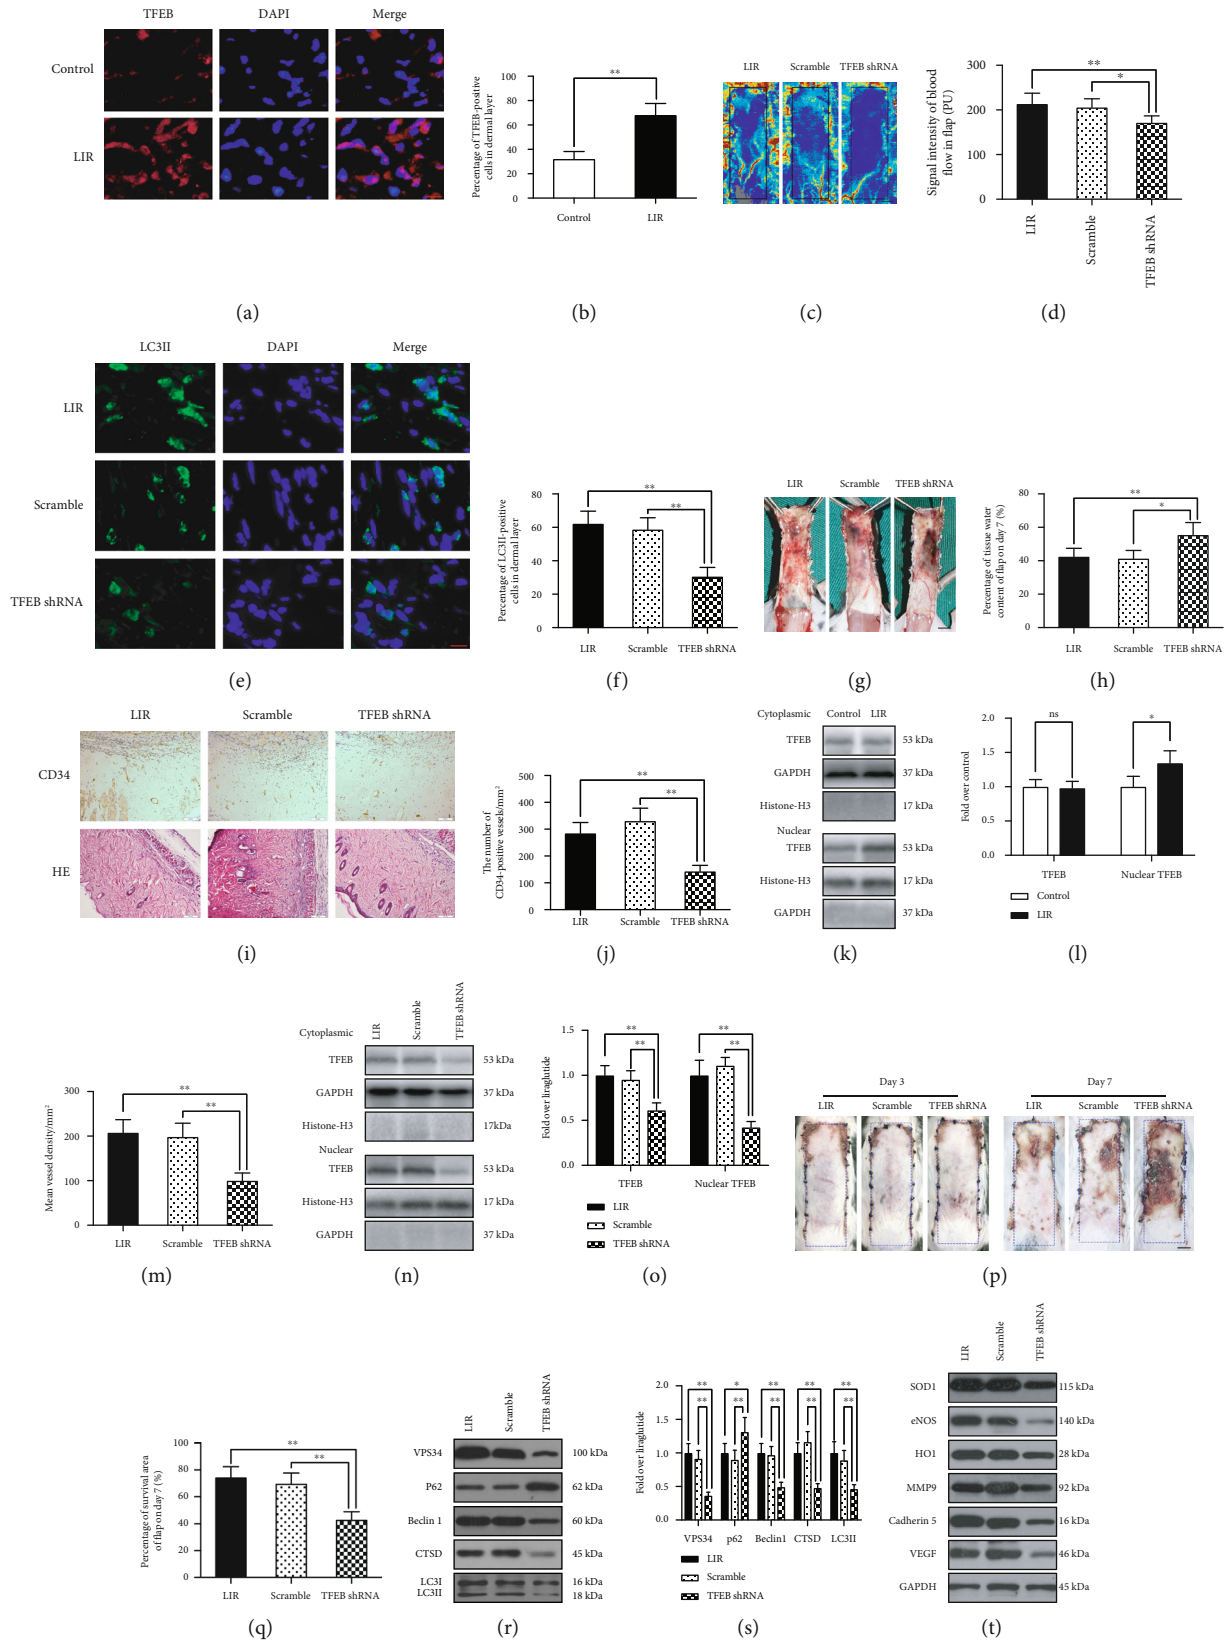 TFEB DAPI Merge
Control
LIR
(a)
Percentage of TFEB-positive
cells in dermal layer
100
80
60
40
20
0
**
Control LIR
(b)
LIR Scramble TFEB shRNA
(c)
Signal intensity of blood
flow in flap (PU)
300
200
100
0
**
*
LIR
Scramble
TFEB shRNA
(d)
LC3II DAPI Merge
LIR
Scramble
TFEB shRNA
(e)
Percentage of LC3II-positive
cells in dermal layer
80
60
40
20
0
**
**
LIR Scramble TFEB shRNA
(f)
LIR Scramble TFEB shRNA
(g)
Percentage of tissue water
content of flap on day 7 (%)
80
60
40
20
0
**
*
LIR Scramble TFEB shRNA
(h)
LIR Scramble TFEB shRNA
CD34
HE
(i)
The number of
CD34-positive vessels/mm²
500
400
300
200
100
0
**
**
LIR Scramble TFEB shRNA
(j)
Cytoplasmic Control LIR
TFEB 53 kDa
GAPDH 37 kDa
Histone-H3 17 kDa
Nuclear
TFEB 53 kDa
Histone-H3 17 kDa
GAPDH 37 kDa
(k)
Fold over control
2.0
1.5
1.0
0.5
0.0
ns *
TFEB Nuclear TFEB
Control
LIR
(l)
Mean vessel density/mm²
300
200
100
0
**
**
LIR Scramble TFEB shRNA
(m)
Cytoplasmic LIR Scramble TFEB shRNA
TFEB 53 kDa
GAPDH 37 kDa
Histone-H3 17kDa
Nuclear
TFEB 53 kDa
Histone-H3 17 kDa
GAPDH 37 kDa
(n)
Fold over liraglutide
1.5
1.0
0.5
0.0
** **
** **
TFEB Nuclear TFEB
LIR
Scramble
TFEB shRNA
(o)
Day 3 Day 7
LIR Scramble TFEB shRNA LIR Scramble TFEB shRNA
(p)
Percentage of survival area
of flap on day 7 (%)
100
80
60
40
20
0
**
**
LIR Scramble TFEB shRNA
(q)
LIR Scramble TFEB shRNA
VPS34 100 kDa
P62 62 kDa
Beclin 1 60 kDa
CTSD 45 kDa
LC3I 16 kDa
LC3II 18 kDa
(r)
Fold over liraglutide
2.0
1.5
1.0
0.5
0.0
** * ** ** **
** ** ** ** **
VPS34 p62 Beclin1 CTSD LC3II
LIR
Scramble
TFEB shRNA
(s)
LIR Scramble TFEB shRNA
SOD1 115 kDa
eNOS 140 kDa
HO1 28 kDa
MMP9 92 kDa
Cadherin 5 16 kDa
VEGF 46 kDa
GAPDH 45 kDa
(t)